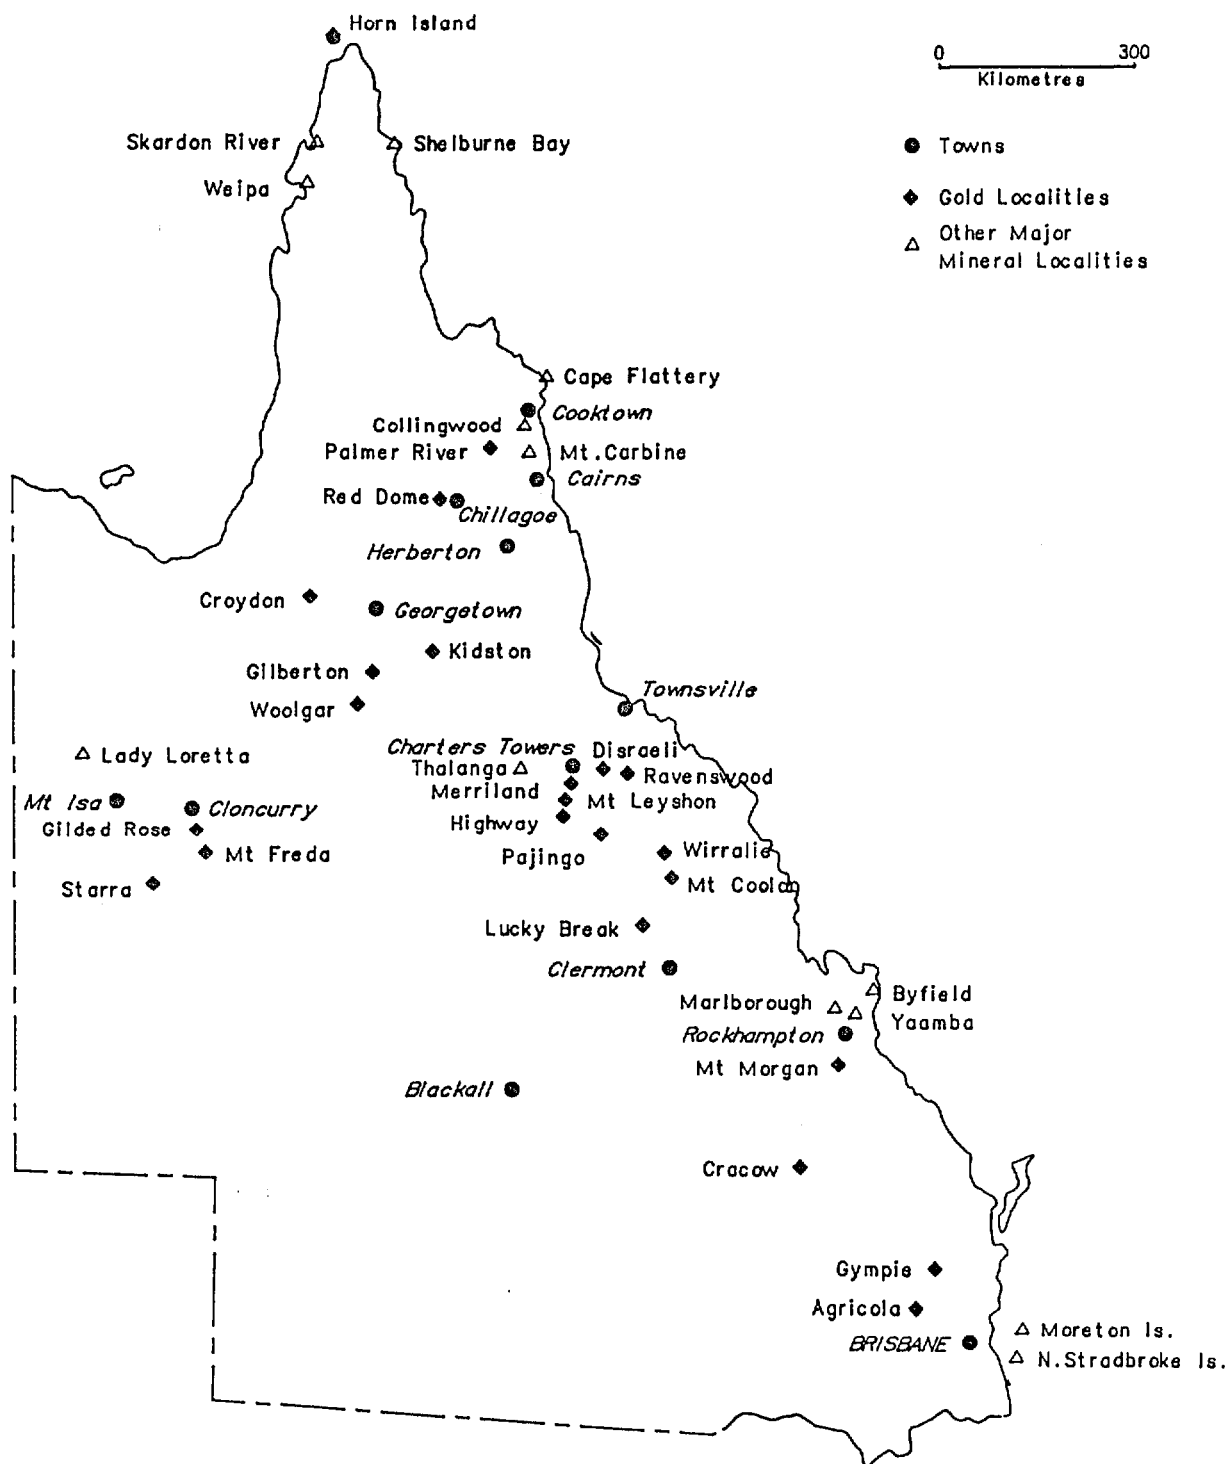 Horn Island
0 300
Kilometres
Skardon River
Shelburne Bay
Towns
Weipa
Gold Localities
Other Major
Mineral Localities
Cape Flattery
Cooktown
Collingwood
Palmer River
Mt.Carbine
Cairns
Red Dome
Chillagoe
Herberton
Croydon
Georgetown
Kidston
Gilberton
Woolgar
Townsville
Lady Loretta
Charters Towers
Disraeli
Thalanga
Ravenswood
Merriland
Mt Isa
Cloncurry
Mt Leyshon
Gilded Rose
Highway
Mt Freda
Pajingo
Wirralie
Starra
Mt Coolan
Lucky Break
Clermont
Marlborough
Byfield
Yaamba
Rockhampton
Mt Morgan
Blackall
Cracow
Gympie
Agricola
BRISBANE
Moreton Is.
N.Stradbroke Is.